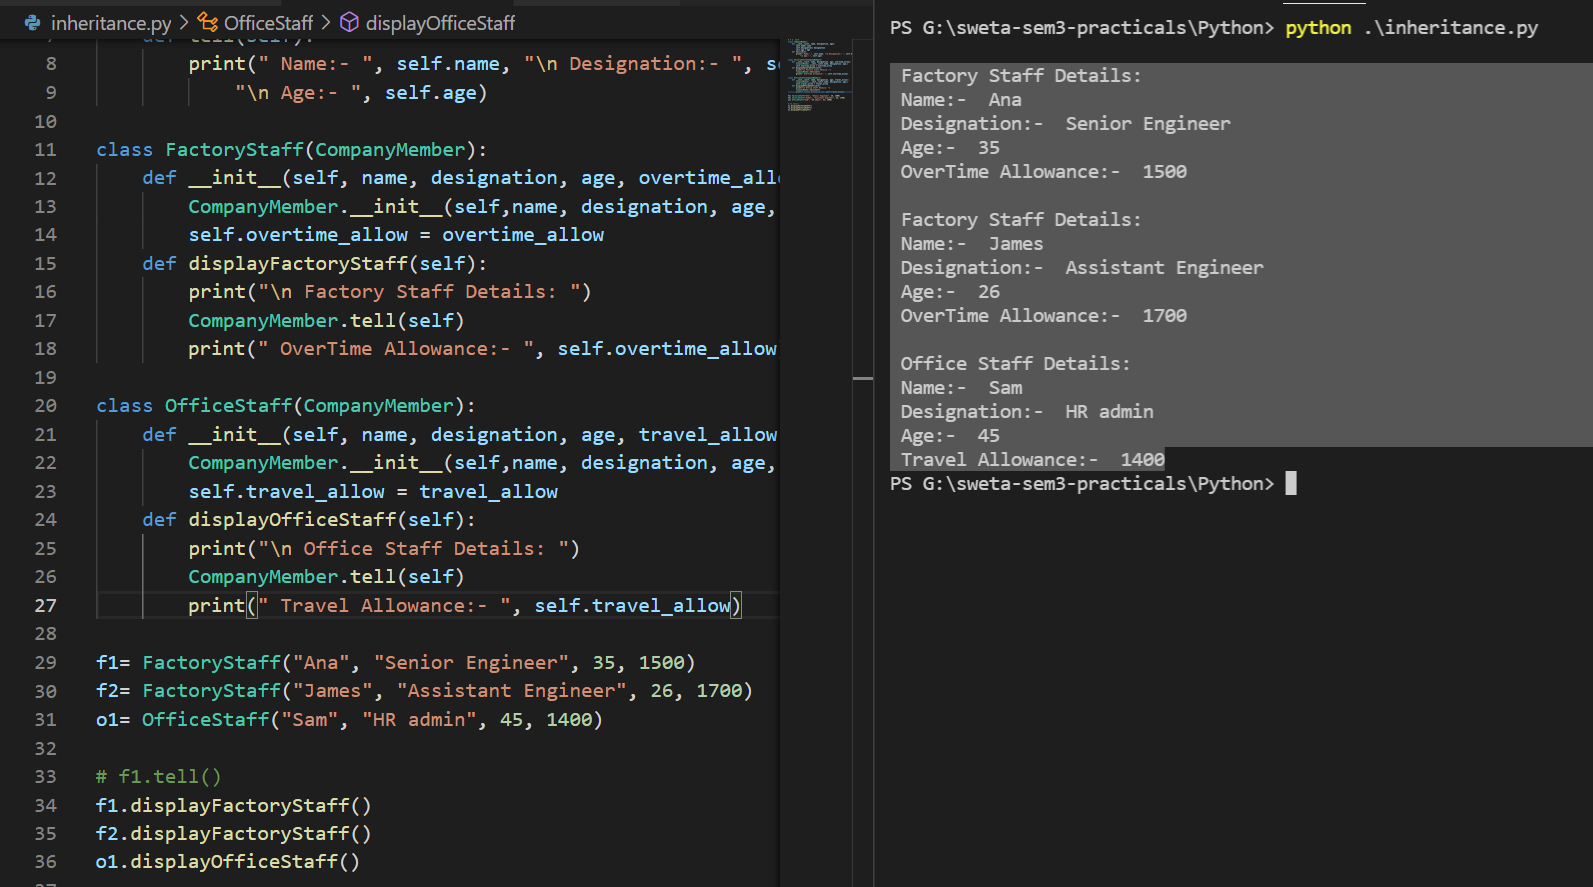 inheritance.py > OfficeStaff > displayOfficeStaff
7 def tell(self):
8 print(" Name:- ", self.name, "\n Designation:- ", se
9 "\n Age:- ", self.age)
10
11 class FactoryStaff(CompanyMember):
12 def __init__(self, name, designation, age, overtime_allo
13 CompanyMember.__init__(self,name, designation, age,
14 self.overtime_allow = overtime_allow
15 def displayFactoryStaff(self):
16 print("\n Factory Staff Details: ")
17 CompanyMember.tell(self)
18 print(" OverTime Allowance:- ", self.overtime_allow
19
20 class OfficeStaff(CompanyMember):
21 def __init__(self, name, designation, age, travel_allow
22 CompanyMember.__init__(self,name, designation, age,
23 self.travel_allow = travel_allow
24 def displayOfficeStaff(self):
25 print("\n Office Staff Details: ")
26 CompanyMember.tell(self)
27 print(" Travel Allowance:- ", self.travel_allow)
28
29 f1= FactoryStaff("Ana", "Senior Engineer", 35, 1500)
30 f2= FactoryStaff("James", "Assistant Engineer", 26, 1700)
31 o1= OfficeStaff("Sam", "HR admin", 45, 1400)
32
33 # f1.tell()
34 f1.displayFactoryStaff()
35 f2.displayFactoryStaff()
36 o1.displayOfficeStaff()
PS G:\sweta-sem3-practicals\Python> python .\inheritance.py
Factory Staff Details:
Name:- Ana
Designation:- Senior Engineer
Age:- 35
OverTime Allowance:- 1500
Factory Staff Details:
Name:- James
Designation:- Assistant Engineer
Age:- 26
OverTime Allowance:- 1700
Office Staff Details:
Name:- Sam
Designation:- HR admin
Age:- 45
Travel Allowance:- 1400
PS G:\sweta-sem3-practicals\Python>